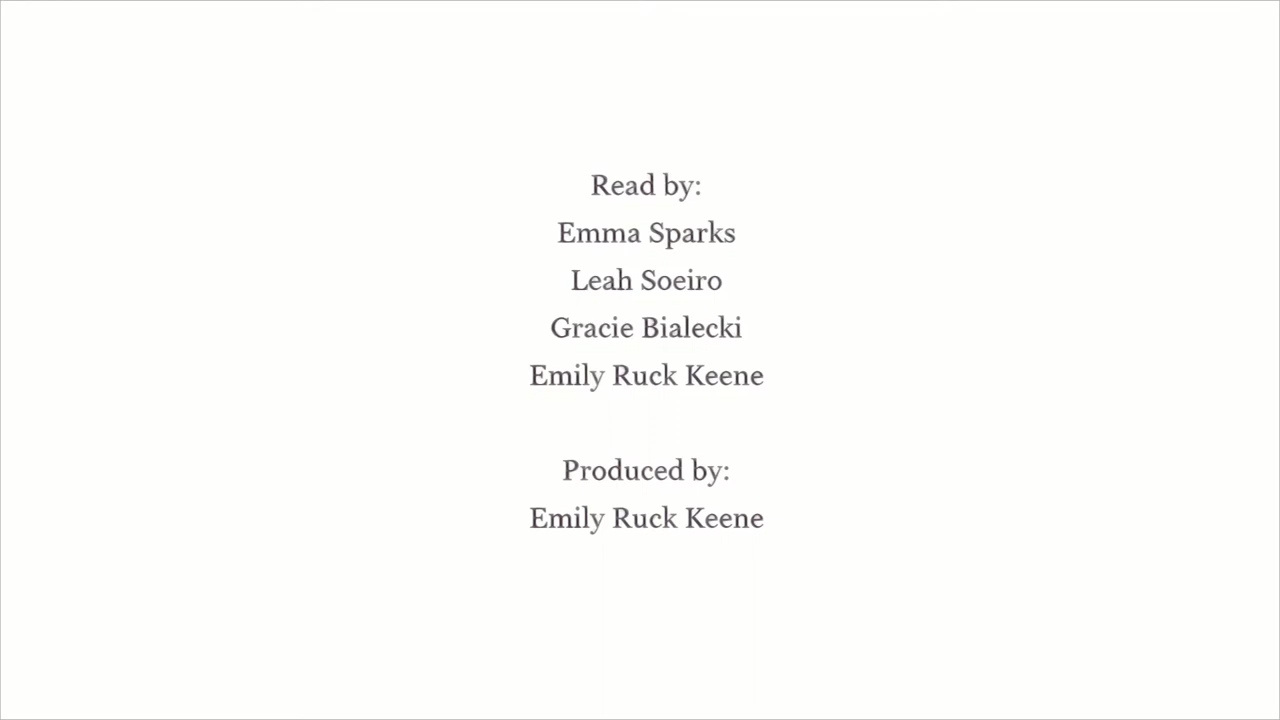 Read by:
Emma Sparks
Leah Soeiro
Gracie Bialecki
Emily Ruck Keene
Produced by:
Emily Ruck Keene